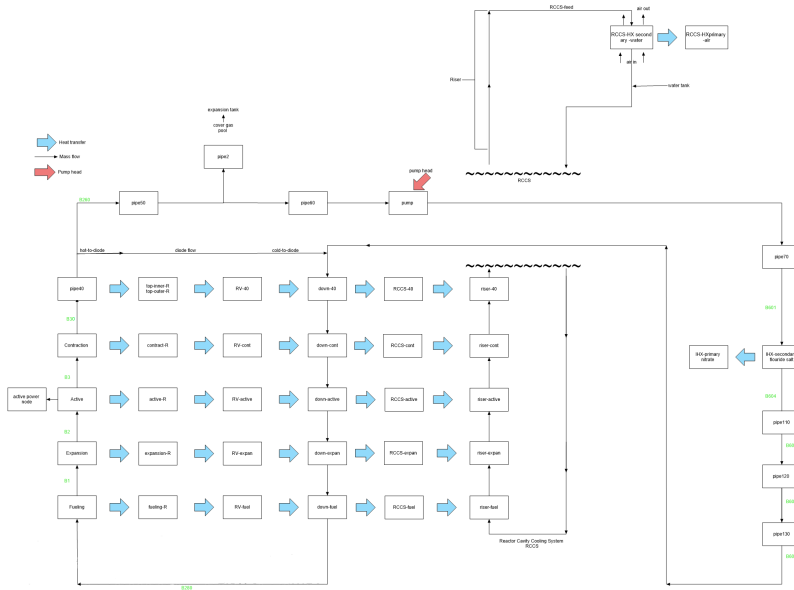 RCCS-feed
air out
RCCS-HX second
ary -water
RCCS-HXprimary
-air
air in
Riser
water tank
expansion tank
cover gas
pool
Heat transfer
Mass flow
Pump head
pipe2
pump head
RCCS
B390
pipe50
pipe60
pump
hot-to-diode
diode flow
cold-to-diode
pipe70
pipe40
top-inner-R
top-outer-R
RV-40
down-40
RCCS-40
riser-40
Contraction
contract-R
RV-cont
down-cont
RCCS-cont
riser-cont
IHX-primary
nitrate
IHX-secondary
flouride salt
B3
active power
node
Active
active-R
RV-active
down-active
RCCS-active
riser-active
B2
pipe110
Expansion
expansion-R
RV-expan
down-expan
RCCS-expan
riser-expan
B1
pipe120
Fueling
fueling-R
RV-fuel
down-fuel
RCCS-fuel
riser-fuel
pipe130
Reactor Cavity Cooling System
RCCS